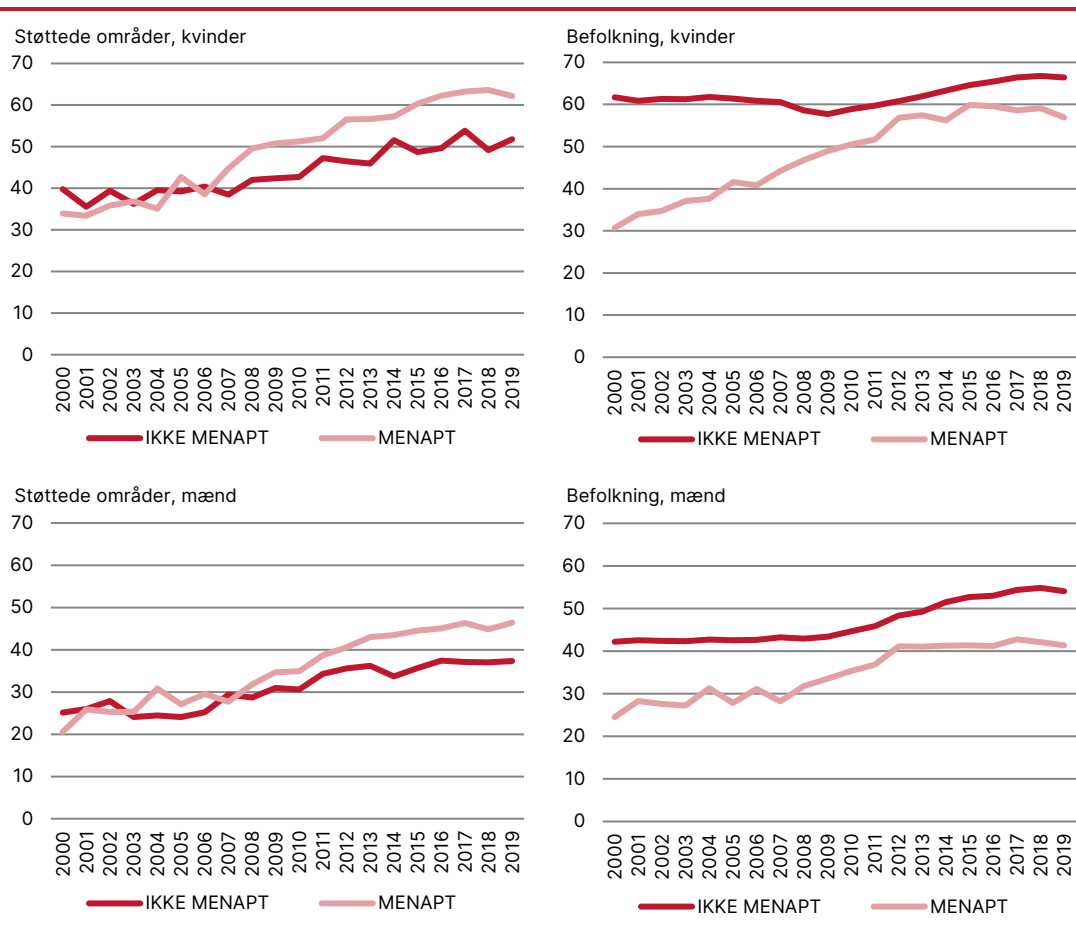 Støttede områder, kvinder
70
60
50
40
30
20
10
0
2000 2001 2002 2003 2004 2005 2006 2007 2008 2009 2010 2011 2012 2013 2014 2015 2016 2017 2018 2019
IKKE MENAPT MENAPT
Befolkning, kvinder
70
60
50
40
30
20
10
0
2000 2001 2002 2003 2004 2005 2006 2007 2008 2009 2010 2011 2012 2013 2014 2015 2016 2017 2018 2019
IKKE MENAPT MENAPT
Støttede områder, mænd
70
60
50
40
30
20
10
0
2000 2001 2002 2003 2004 2005 2006 2007 2008 2009 2010 2011 2012 2013 2014 2015 2016 2017 2018 2019
IKKE MENAPT MENAPT
Befolkning, mænd
70
60
50
40
30
20
10
0
2000 2001 2002 2003 2004 2005 2006 2007 2008 2009 2010 2011 2012 2013 2014 2015 2016 2017 2018 2019
IKKE MENAPT MENAPT